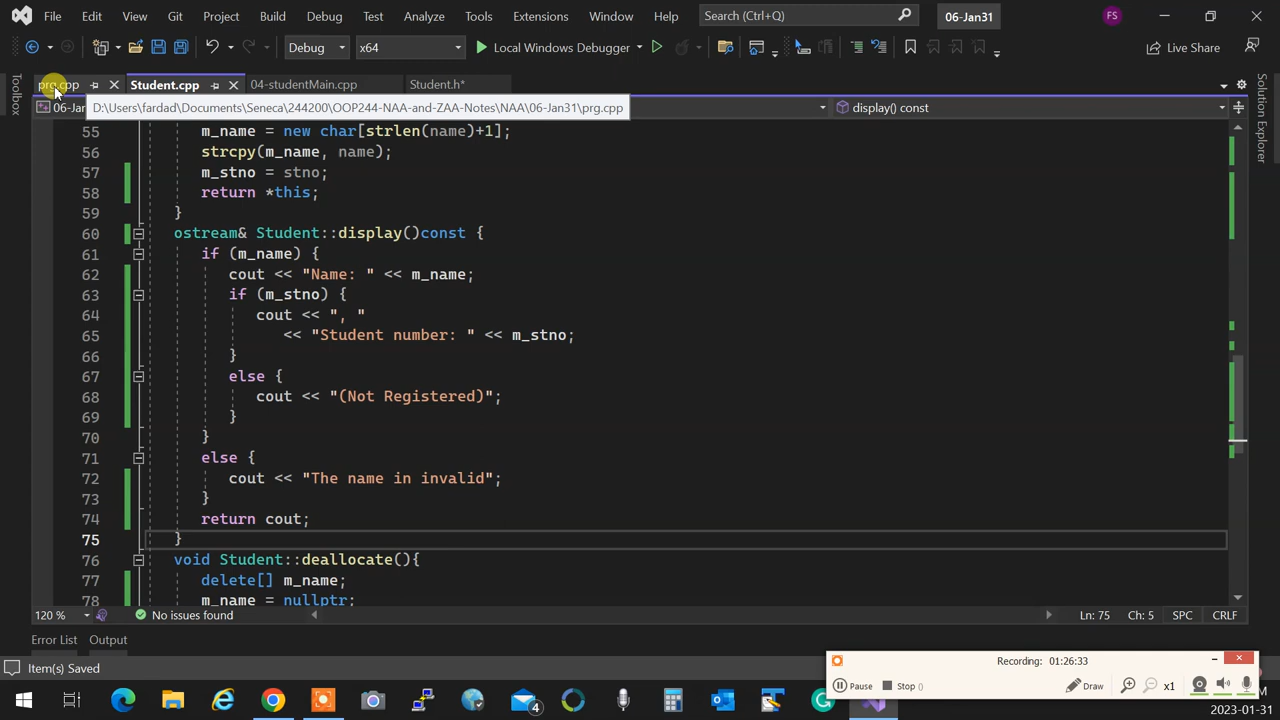 File Edit View Git Project Build Debug Test Analyze Tools Extensions Window Help Search (Ctrl+Q) 06-Jan31 FS
Debug x64 Local Windows Debugger Live Share
prg.cpp Student.cpp 04-studentMain.cpp Student.h*
06-Jan display() const
D:\Users\fardad\Documents\Seneca\244200\OOP244-NAA-and-ZAA-Notes\NAA\06-Jan31\prg.cpp
Toolbox
Solution Explorer
55 m_name = new char[strlen(name)+1];
56 strcpy(m_name, name);
57 m_stno = stno;
58 return *this;
59 }
60 ostream& Student::display()const {
61 if (m_name) {
62 cout << "Name: " << m_name;
63 if (m_stno) {
64 cout << ", "
65 << "Student number: " << m_stno;
66 }
67 else {
68 cout << "(Not Registered)";
69 }
70 }
71 else {
72 cout << "The name in invalid";
73 }
74 return cout;
75 }
76 void Student::deallocate(){
77 delete[] m_name;
78 m_name = nullptr;
120 % No issues found Ln: 75 Ch: 5 SPC CRLF
Error List Output
Item(s) Saved
Recording: 01:26:33
Pause Stop () Draw x1
4
M
2023-01-31